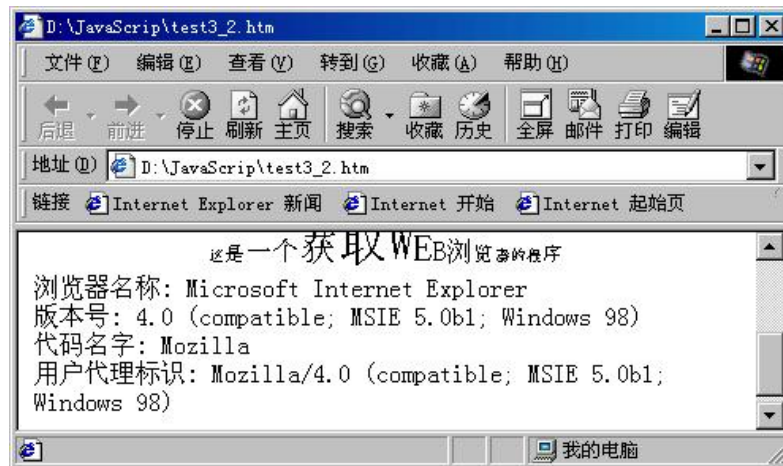 D:\JavaScrip\test3_2.htm
文件(F) 编辑(E) 查看(V) 转到(G) 收藏(A) 帮助(H)
后退 前进 停止 刷新 主页 搜索 收藏 历史 全屏 邮件 打印 编辑
地址(D) D:\JavaScrip\test3_2.htm
链接 Internet Explorer 新闻 Internet 开始 Internet 起始页
这是一个获取WEB浏览器的程序
浏览器名称: Microsoft Internet Explorer
版本号: 4.0 (compatible; MSIE 5.0b1; Windows 98)
代码名字: Mozilla
用户代理标识: Mozilla/4.0 (compatible; MSIE 5.0b1;
Windows 98)
我的电脑